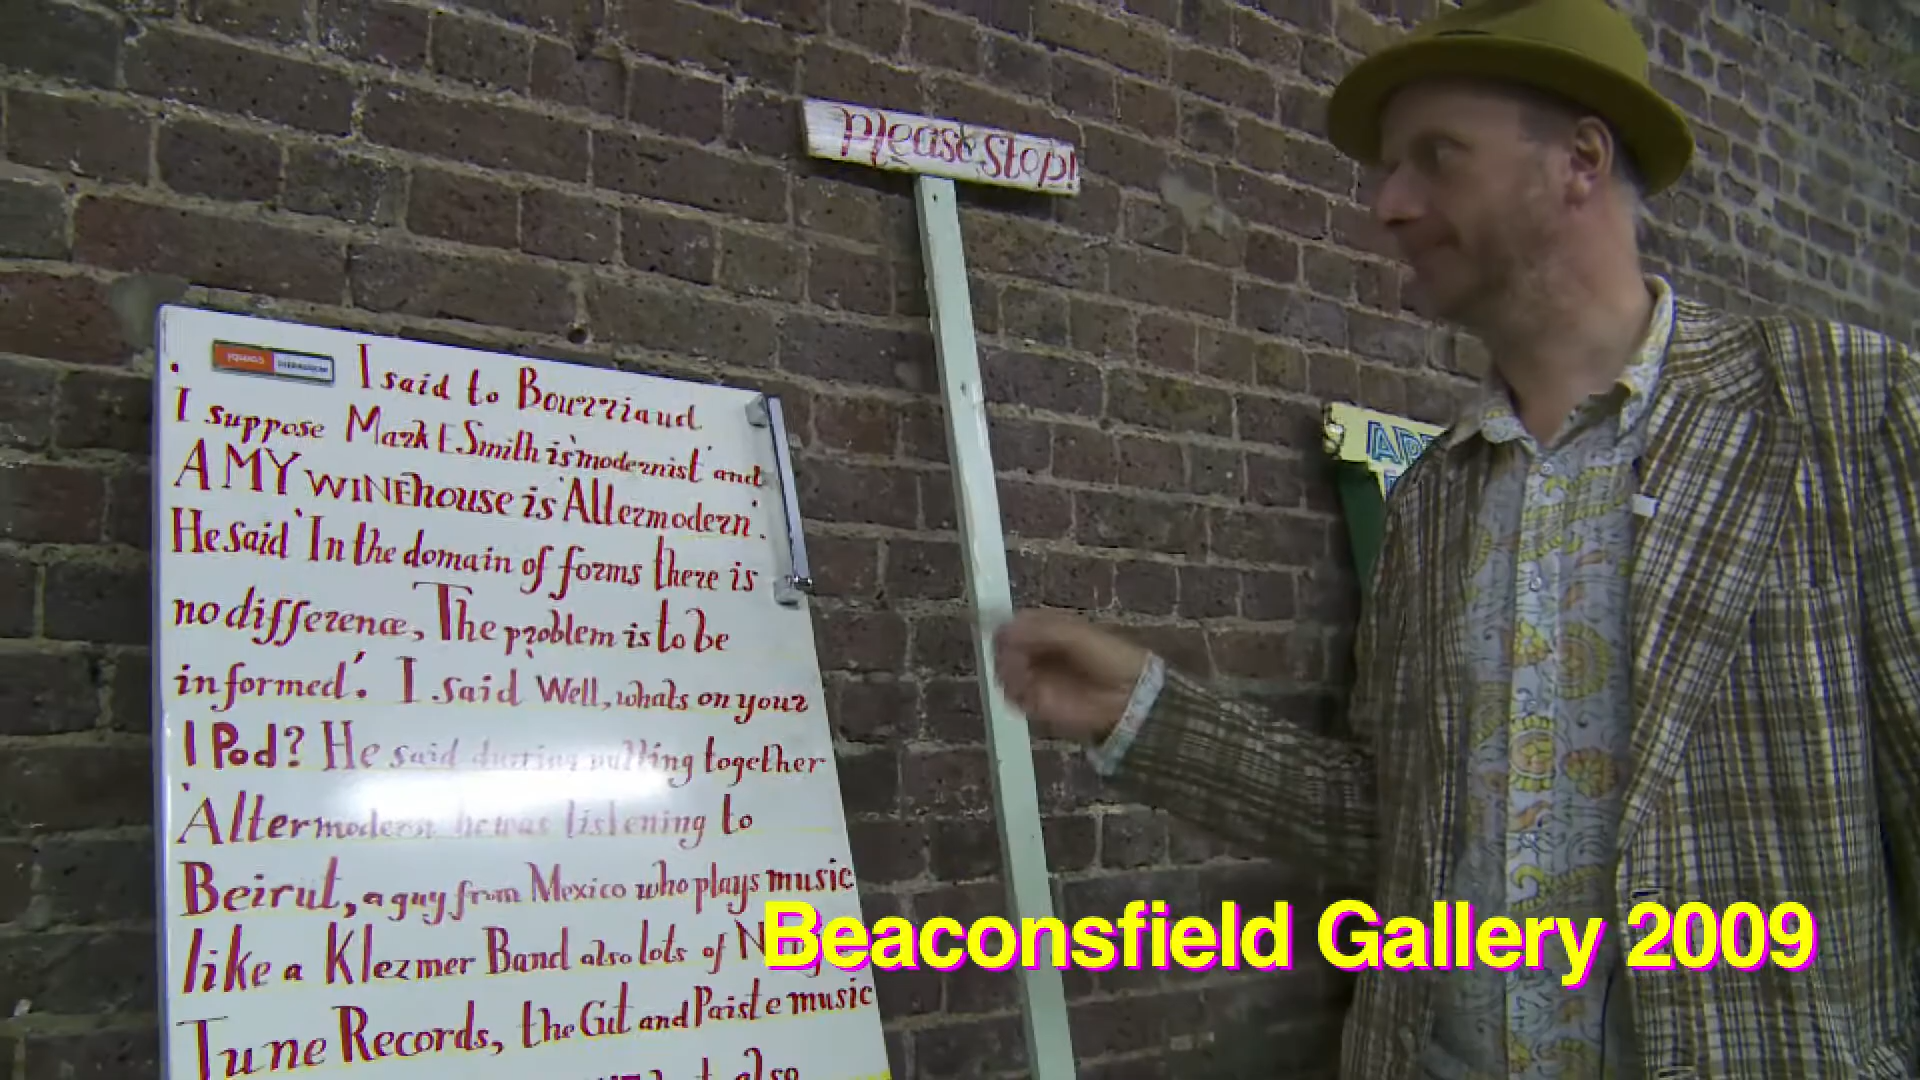 please stop!
I said to Bourriaud
I suppose Mark E Smith is 'modernist' and
AMY WINEhouse is 'Altermodern'.
He said 'In the domain of forms there is
no difference, The problem is to be
informed'. I said 'Well, whats on your
I Pod? He said during putting together
'Altermodern he was listening to
Beirut, a guy from Mexico who plays music
like a Klezmer Band also lots of
Tune Records, the Git and Paiste music
also
Beaconsfield Gallery 2009